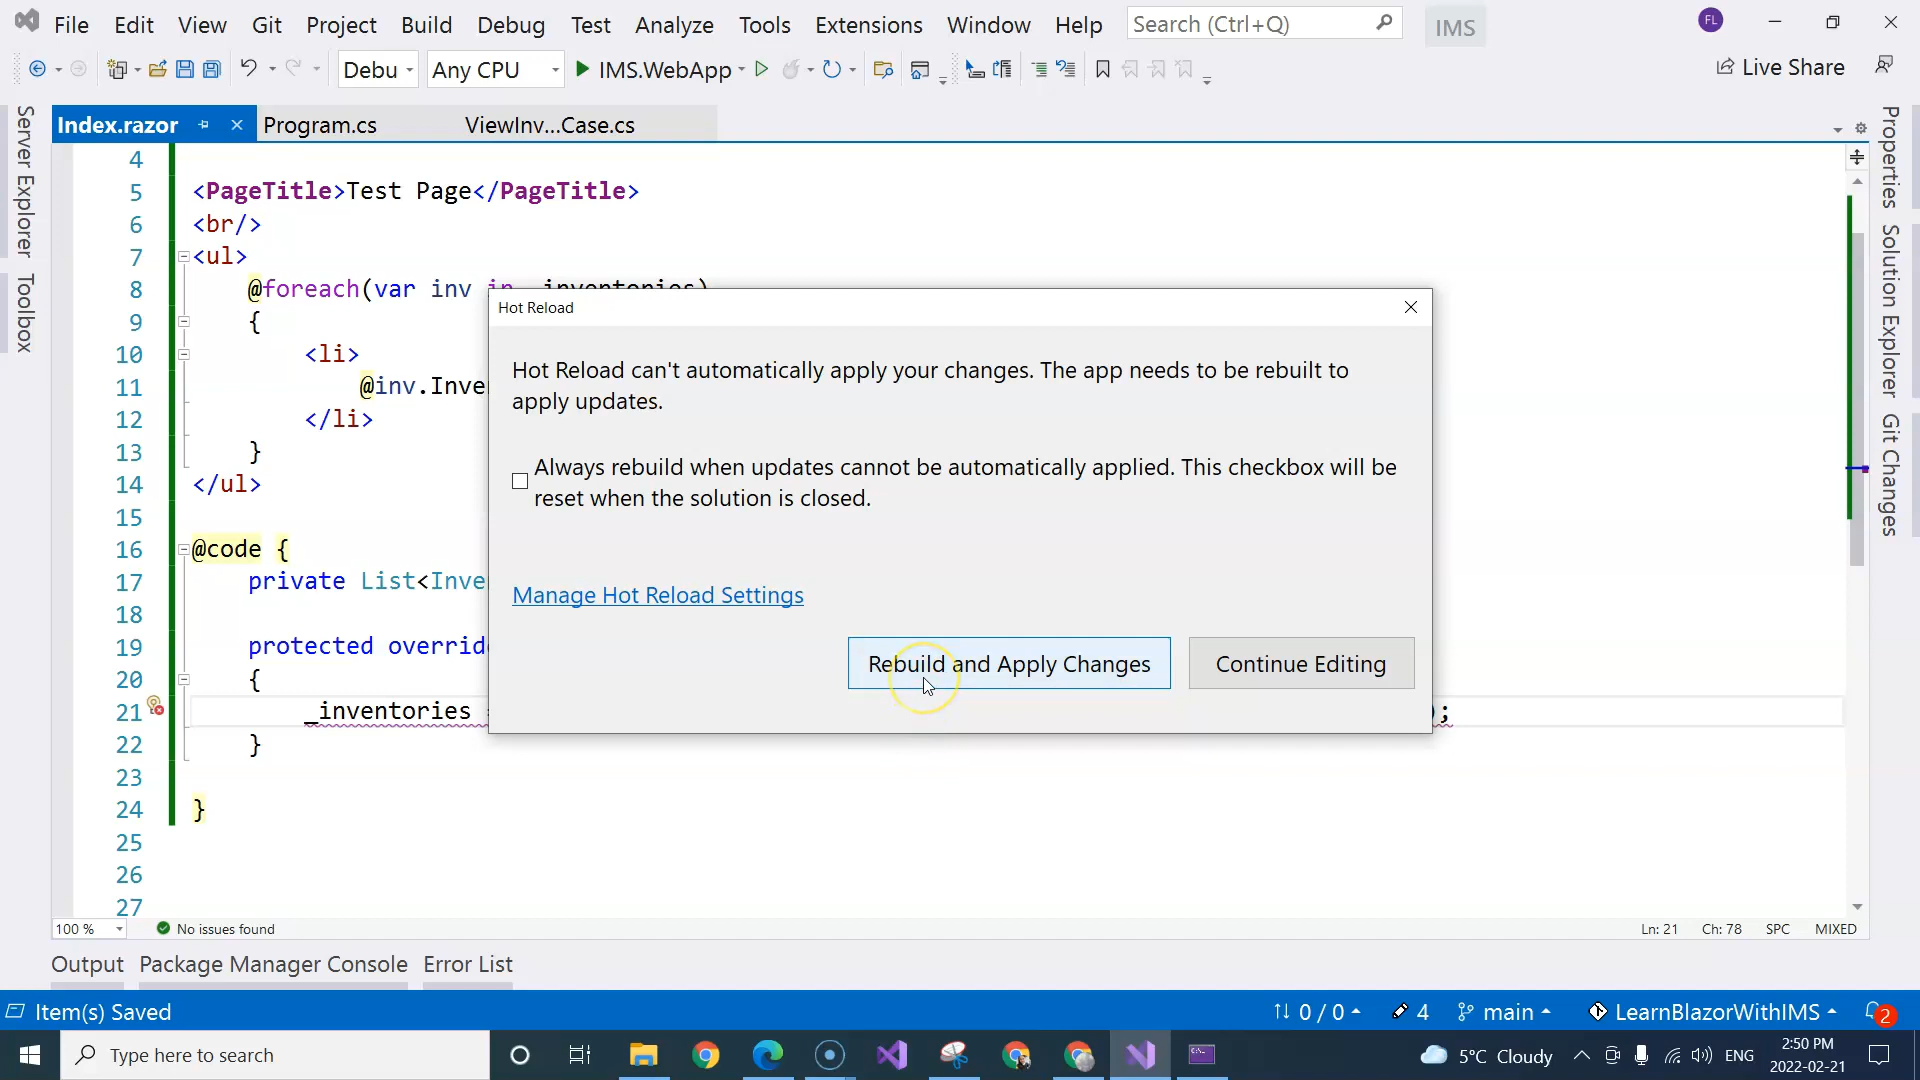 File Edit View Git Project Build Debug Test Analyze Tools Extensions Window Help Search (Ctrl+Q) IMS FL
Debu Any CPU IMS.WebApp Live Share
Server Explorer
Toolbox
Index.razor Program.cs ViewInv...Case.cs
Properties
Solution Explorer
Git Changes
4
5 <PageTitle>Test Page</PageTitle>
6 <br/>
7 <ul>
8 @foreach(var inv in _inventories)
9 {
10 <li>
11 @inv.Inve
12 </li>
13 }
14 </ul>
15
16 @code {
17 private List<Inve
18
19 protected override
20 {
21 _inventories = );
22 }
23
24 }
25
26
27
Hot Reload
Hot Reload can't automatically apply your changes. The app needs to be rebuilt to
apply updates.
Always rebuild when updates cannot be automatically applied. This checkbox will be
reset when the solution is closed.
Manage Hot Reload Settings
Rebuild and Apply Changes Continue Editing
100 % No issues found Ln: 21 Ch: 78 SPC MIXED
Output Package Manager Console Error List
Item(s) Saved 0 / 0 4 main LearnBlazorWithIMS 2
Type here to search 5°C Cloudy ENG 2:50 PM
2022-02-21